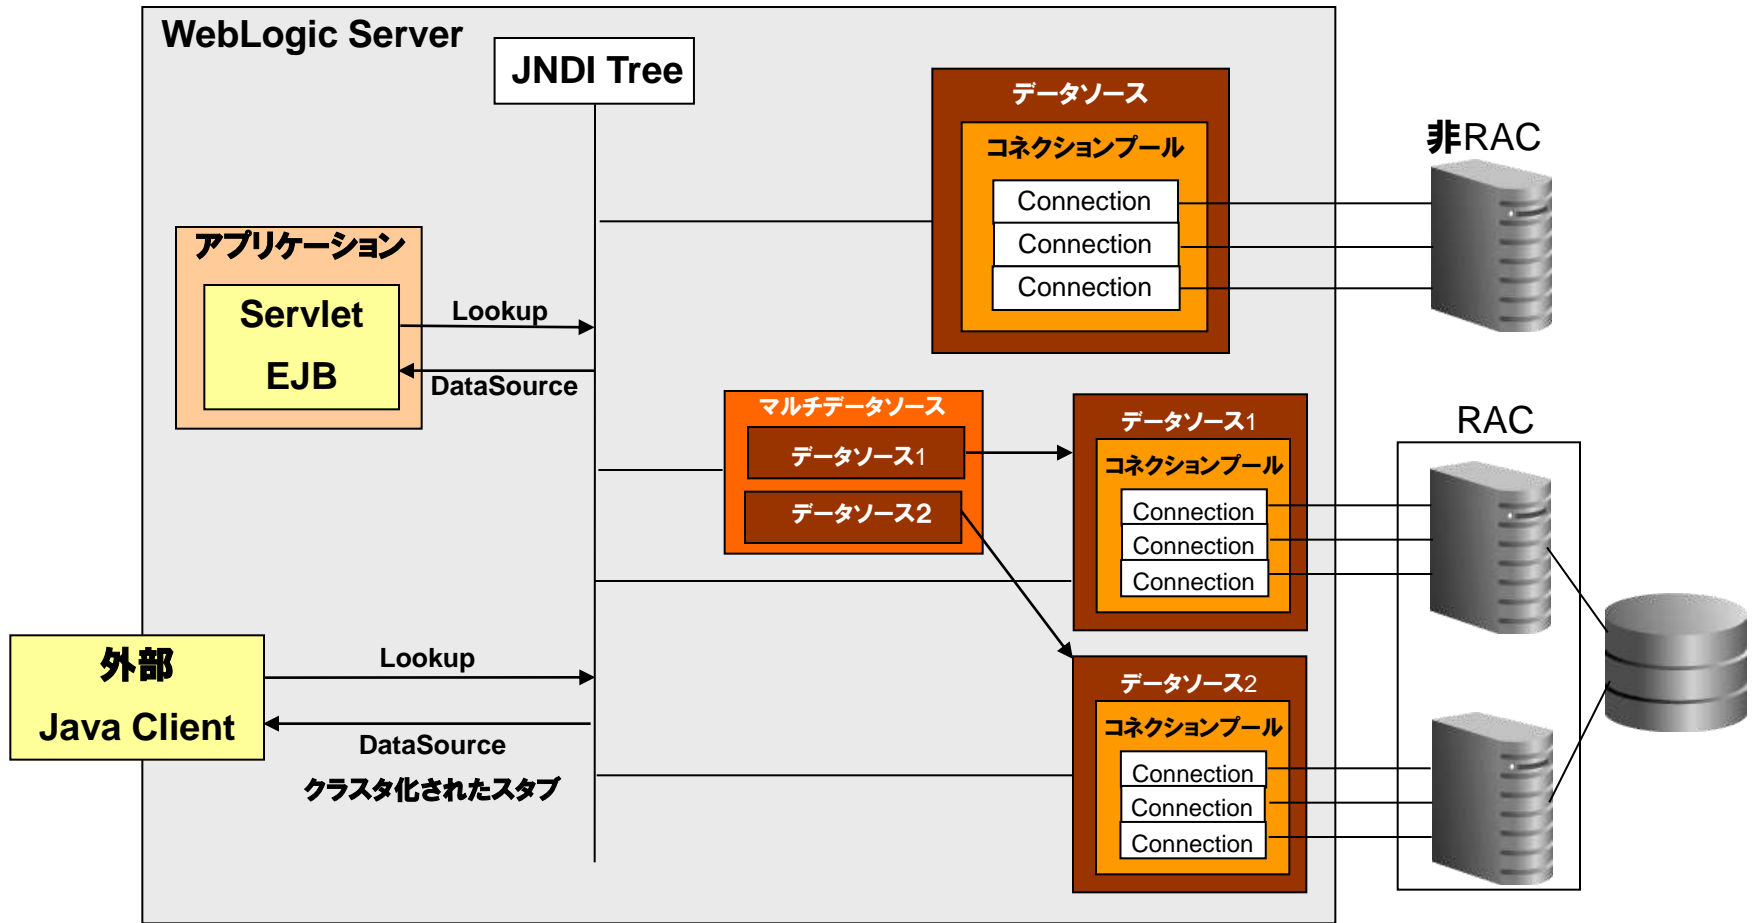 WebLogic Server
JNDI Tree
データソース
コネクションプール
Connection
Connection
Connection
非RAC
アプリケーション
Servlet
EJB
Lookup
DataSource
マルチデータソース
データソース1
データソース2
データソース1
コネクションプール
Connection
Connection
Connection
RAC
外部
Java Client
Lookup
DataSource
クラスタ化されたスタブ
データソース2
コネクションプール
Connection
Connection
Connection